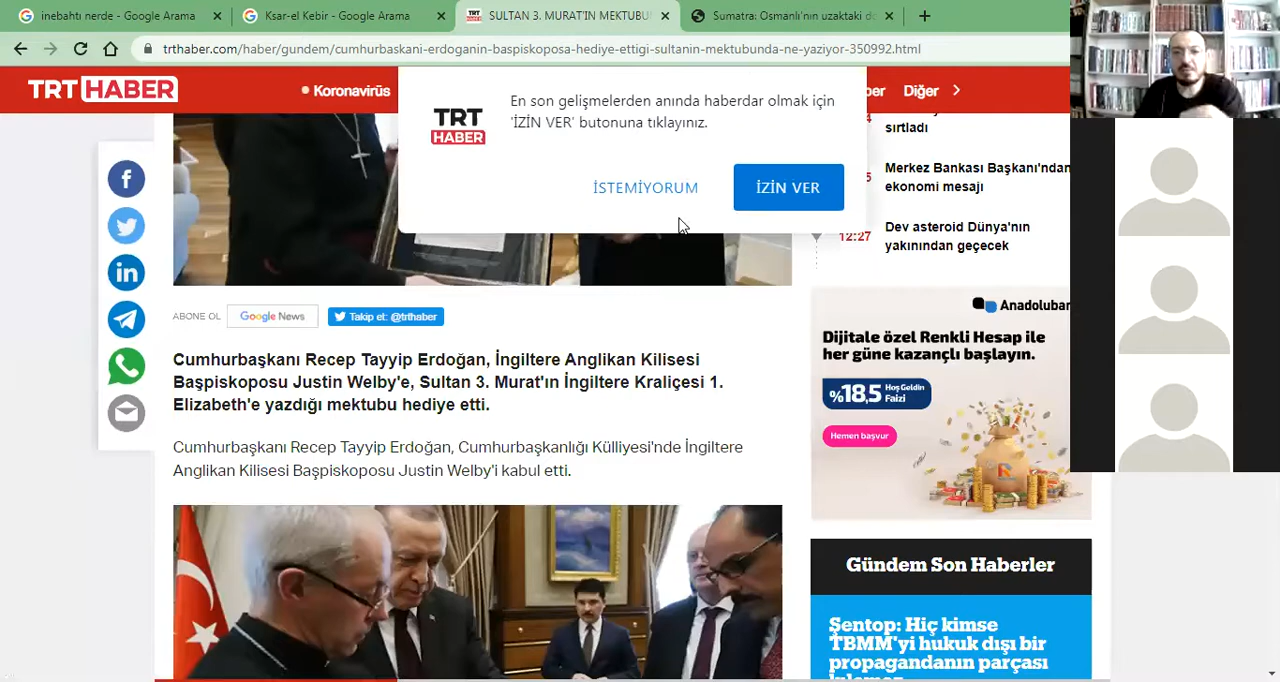 inebahtı nerde - Google Arama
Ksar-el Kebir - Google Arama
SULTAN 3. MURAT'IN MEKTUBU
Sumatra: Osmanlı'nın uzaktaki
trthaber.com/haber/gundem/cumhurbaskani-erdoganin-baspiskoposa-hediye-ettigi-sultanin-mektubunda-ne-yaziyor-350992.html
TRT HABER
Koronavirüs
Diğer
TRT
HABER
En son gelişmelerden anında haberdar olmak için
'İZİN VER' butonuna tıklayınız.
İSTEMİYORUM
İZİN VER
sırtladı
Merkez Bankası Başkanı'ndan
ekonomi mesajı
12:27
Dev asteroid Dünya'nın
yakınından geçecek
ABONE OL
Google News
Takip et: @trthaber
Cumhurbaşkanı Recep Tayyip Erdoğan, İngiltere Anglikan Kilisesi
Başpiskoposu Justin Welby'e, Sultan 3. Murat'ın İngiltere Kraliçesi 1.
Elizabeth'e yazdığı mektubu hediye etti.
Cumhurbaşkanı Recep Tayyip Erdoğan, Cumhurbaşkanlığı Külliyesi'nde İngiltere
Anglikan Kilisesi Başpiskoposu Justin Welby'i kabul etti.
Anadolubank
Dijitale özel Renkli Hesap ile
her güne kazançlı başlayın.
%18,5 Hoş Geldin
Faizi
Hemen başvur
Gündem Son Haberler
Şentop: Hiç kimse
TBMM'yi hukuk dışı bir
propagandanın parçası